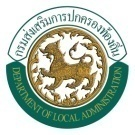 กรมส่งเสริมการปกครองท้องถิ่น
DEPARTMENT OF LOCAL ADMINISTRATION